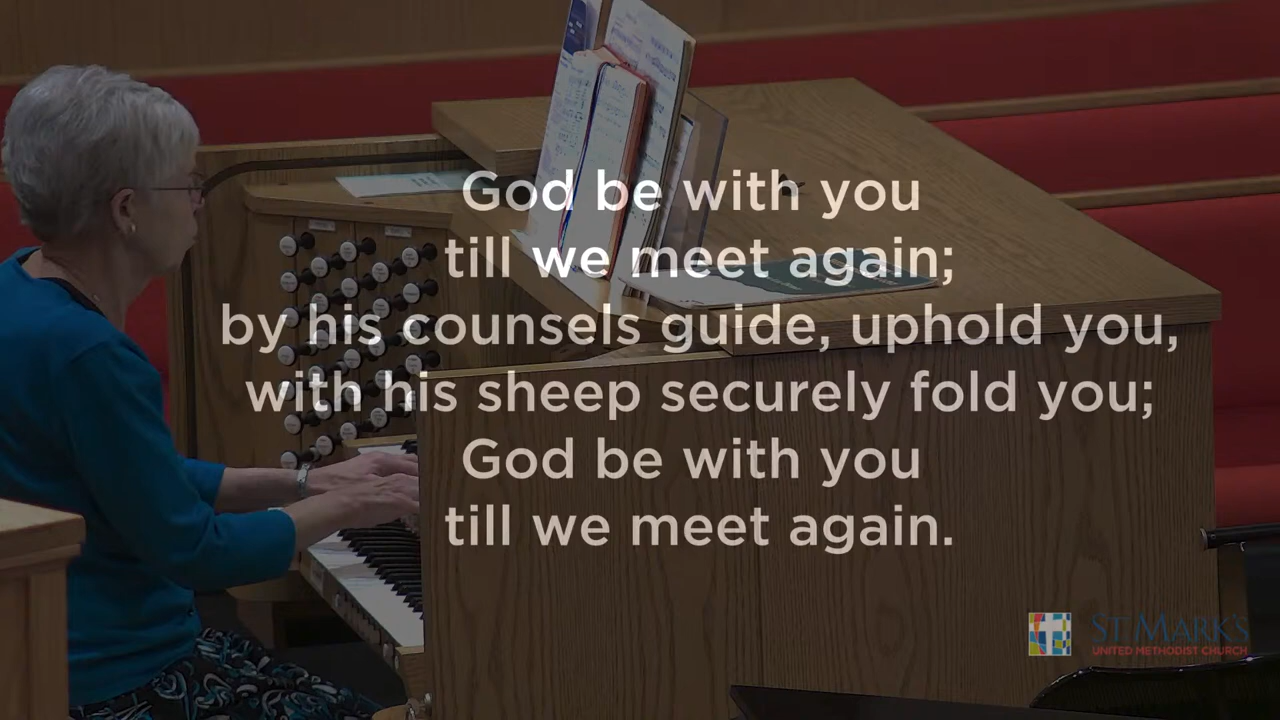 God be with you
till we meet again;
by his counsels guide, uphold you,
with his sheep securely fold you;
God be with you
till we meet again.
ST MARK'S
UNITED METHODIST CHURCH